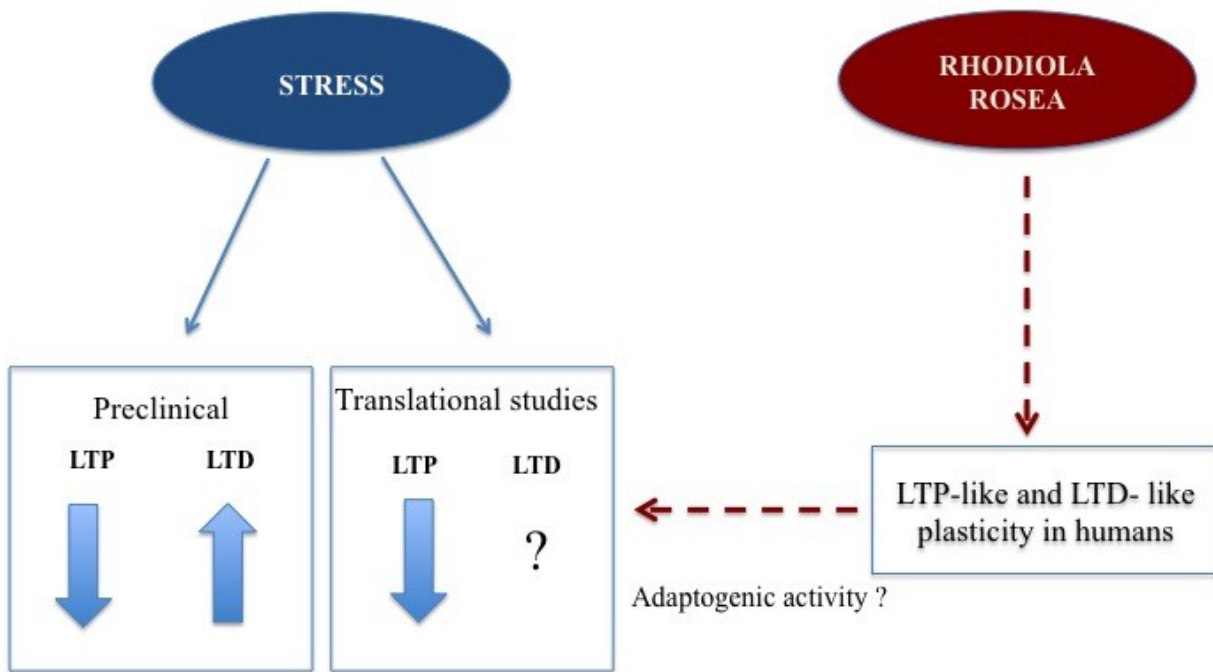 STRESS
RHODIOLA
ROSEA
Preclinical
LTP LTD
Translational studies
LTP LTD
?
LTP-like and LTD- like
plasticity in humans
Adaptogenic activity ?